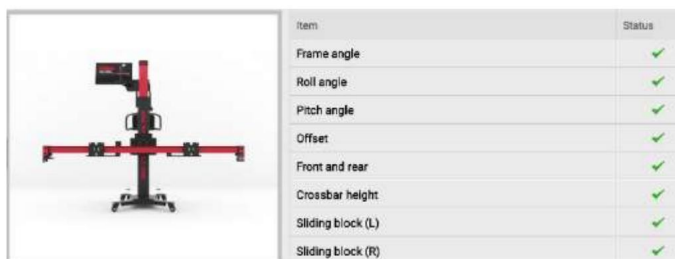 Item Status
Frame angle
Roll angle
Pitch angle
Offset
Front and rear
Crossbar height
Sliding block (L)
Sliding block (R)